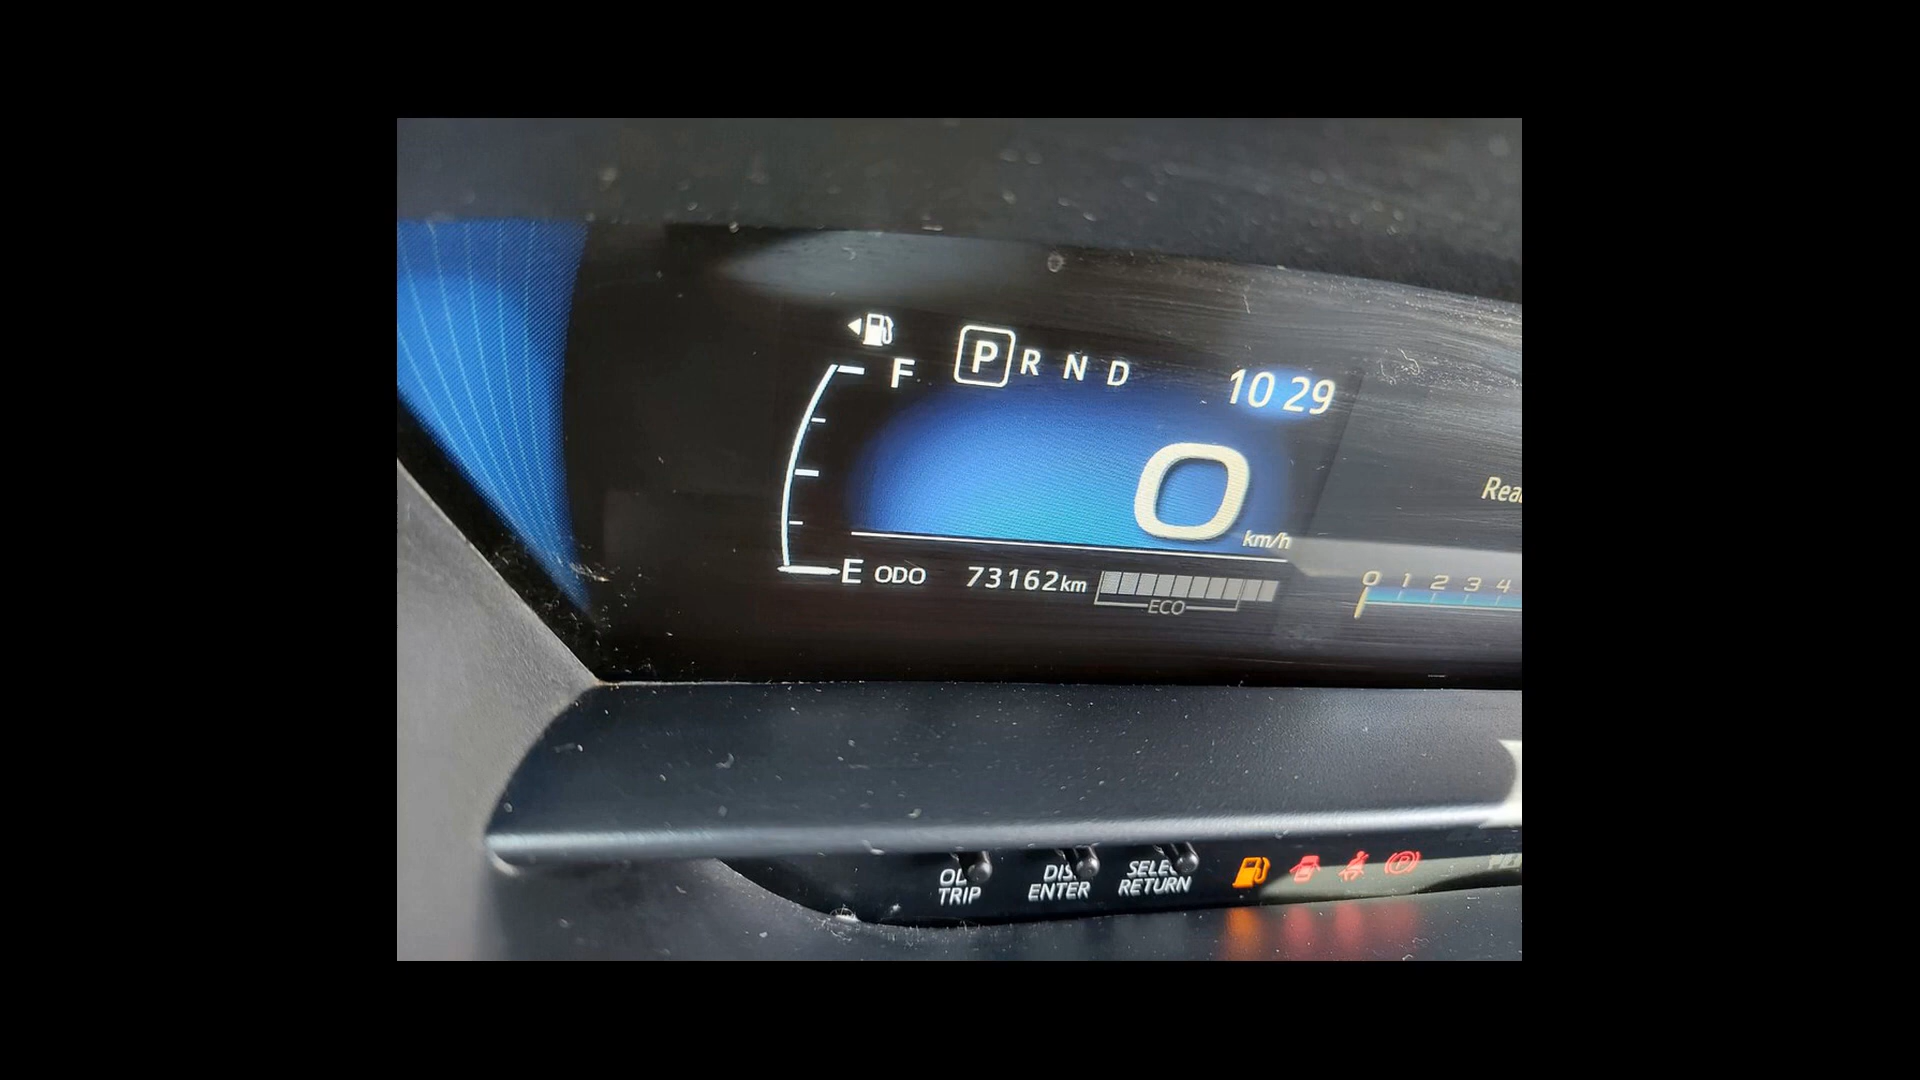 F P R N D 10 29
0 km/h
E ODO 73162km
ECO
0 1 2 3 4
TRIP
ENTER
RETURN
P